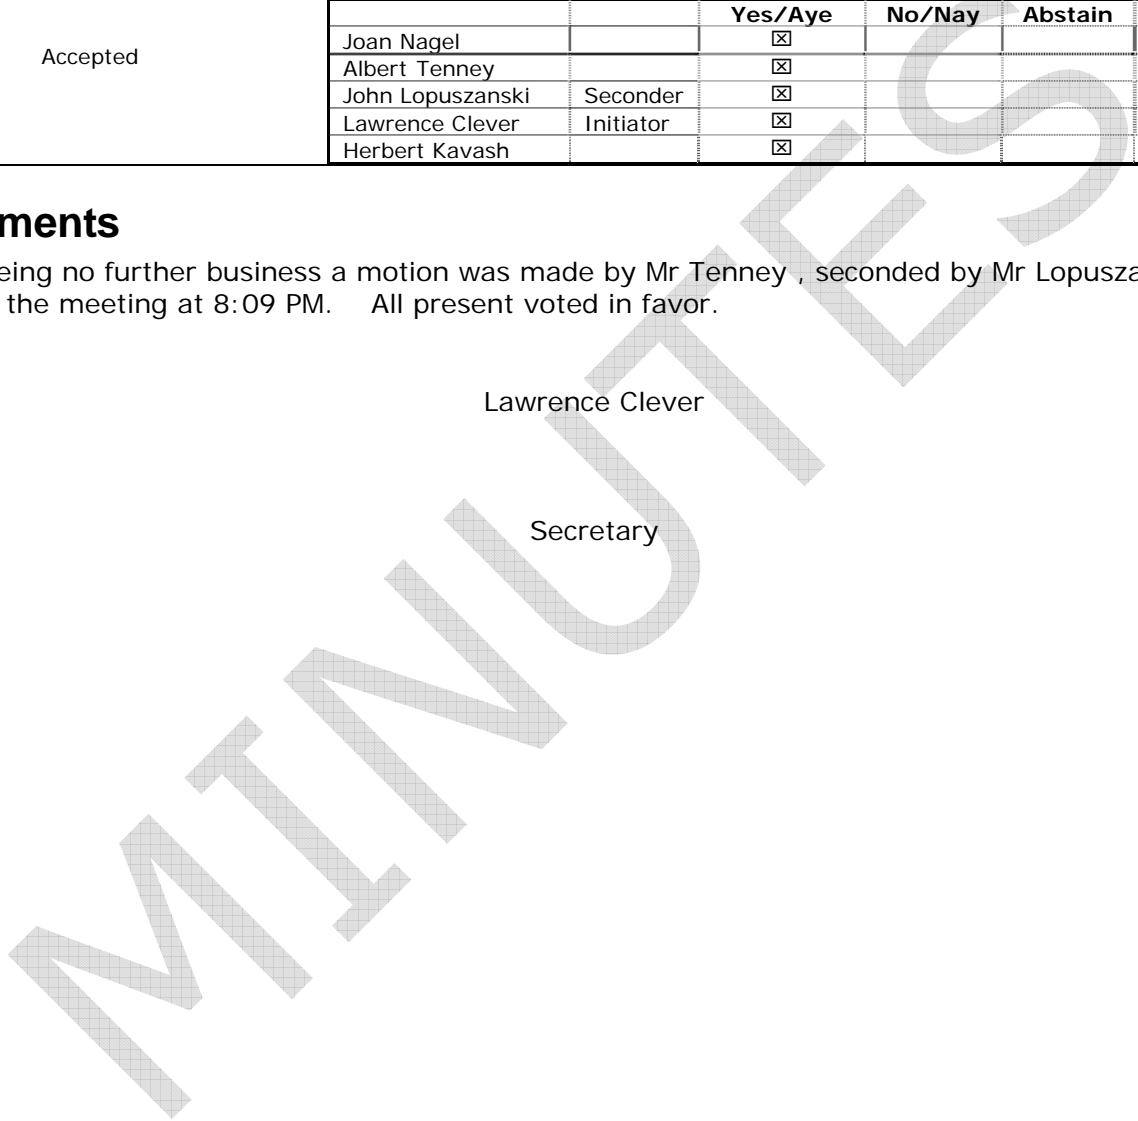 Yes/Aye No/Nay Abstain
Accepted
Joan Nagel ☒
Albert Tenney ☒
John Lopuszanski Seconder ☒
Lawrence Clever Initiator ☒
Herbert Kavash ☒
ments
eing no further business a motion was made by Mr Tenney , seconded by Mr Lopusza
the meeting at 8:09 PM. All present voted in favor.
Lawrence Clever
Secretary
MINUTES